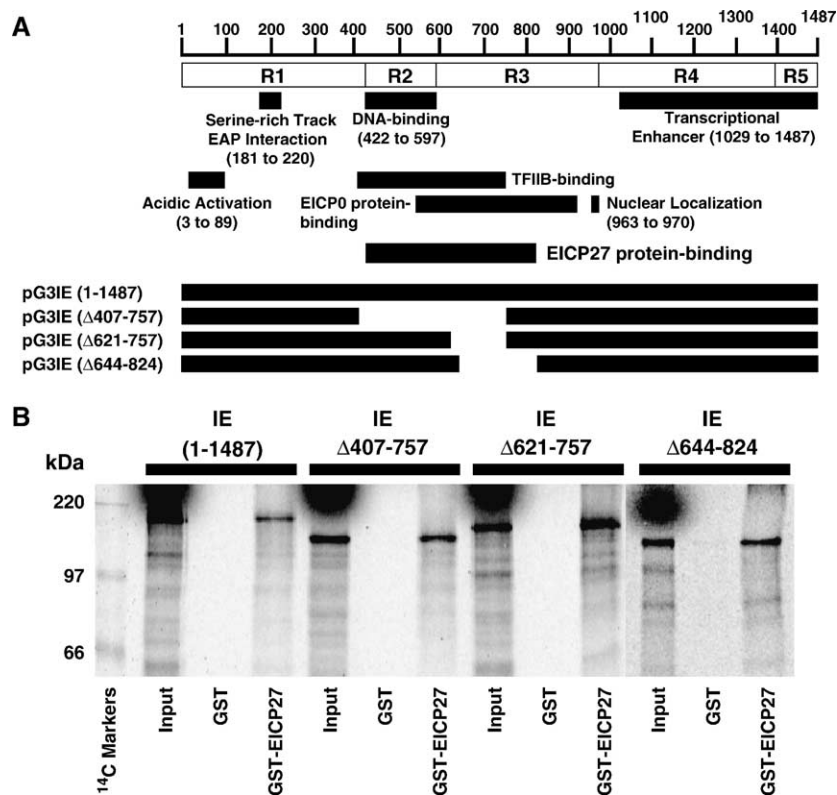 A
1 100 200 300 400 500 600 700 800 900 1000 1100 1200 1300 1400 1487
R1 R2 R3 R4 R5
Serine-rich Track
EAP Interaction
(181 to 220)
DNA-binding
(422 to 597)
Transcriptional
Enhancer (1029 to 1487)
TFIIB-binding
Acidic Activation
(3 to 89)
EICP0 protein-
binding
Nuclear Localization
(963 to 970)
EICP27 protein-binding
pG3IE (1-1487)
pG3IE (Δ407-757)
pG3IE (Δ621-757)
pG3IE (Δ644-824)
B
kDa
IE
(1-1487)
IE
Δ407-757
IE
Δ621-757
IE
Δ644-824
220
97
66
14C Markers
Input
GST
GST-EICP27
Input
GST
GST-EICP27
Input
GST
GST-EICP27
Input
GST
GST-EICP27